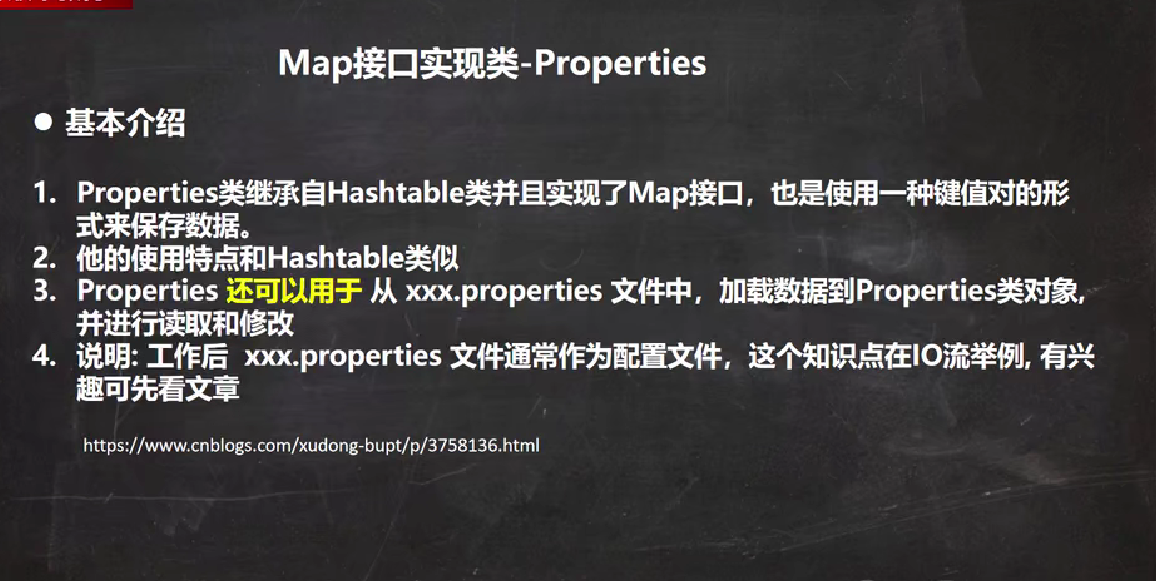 Map接口实现类-Properties
● 基本介绍
1. Properties类继承自Hashtable类并且实现了Map接口，也是使用一种键值对的形
式来保存数据。
2. 他的使用特点和Hashtable类似
3. Properties 还可以用于 从 xxx.properties 文件中，加载数据到Properties类对象,
并进行读取和修改
4. 说明: 工作后 xxx.properties 文件通常作为配置文件，这个知识点在IO流举例, 有兴
趣可先看文章
https://www.cnblogs.com/xudong-bupt/p/3758136.html